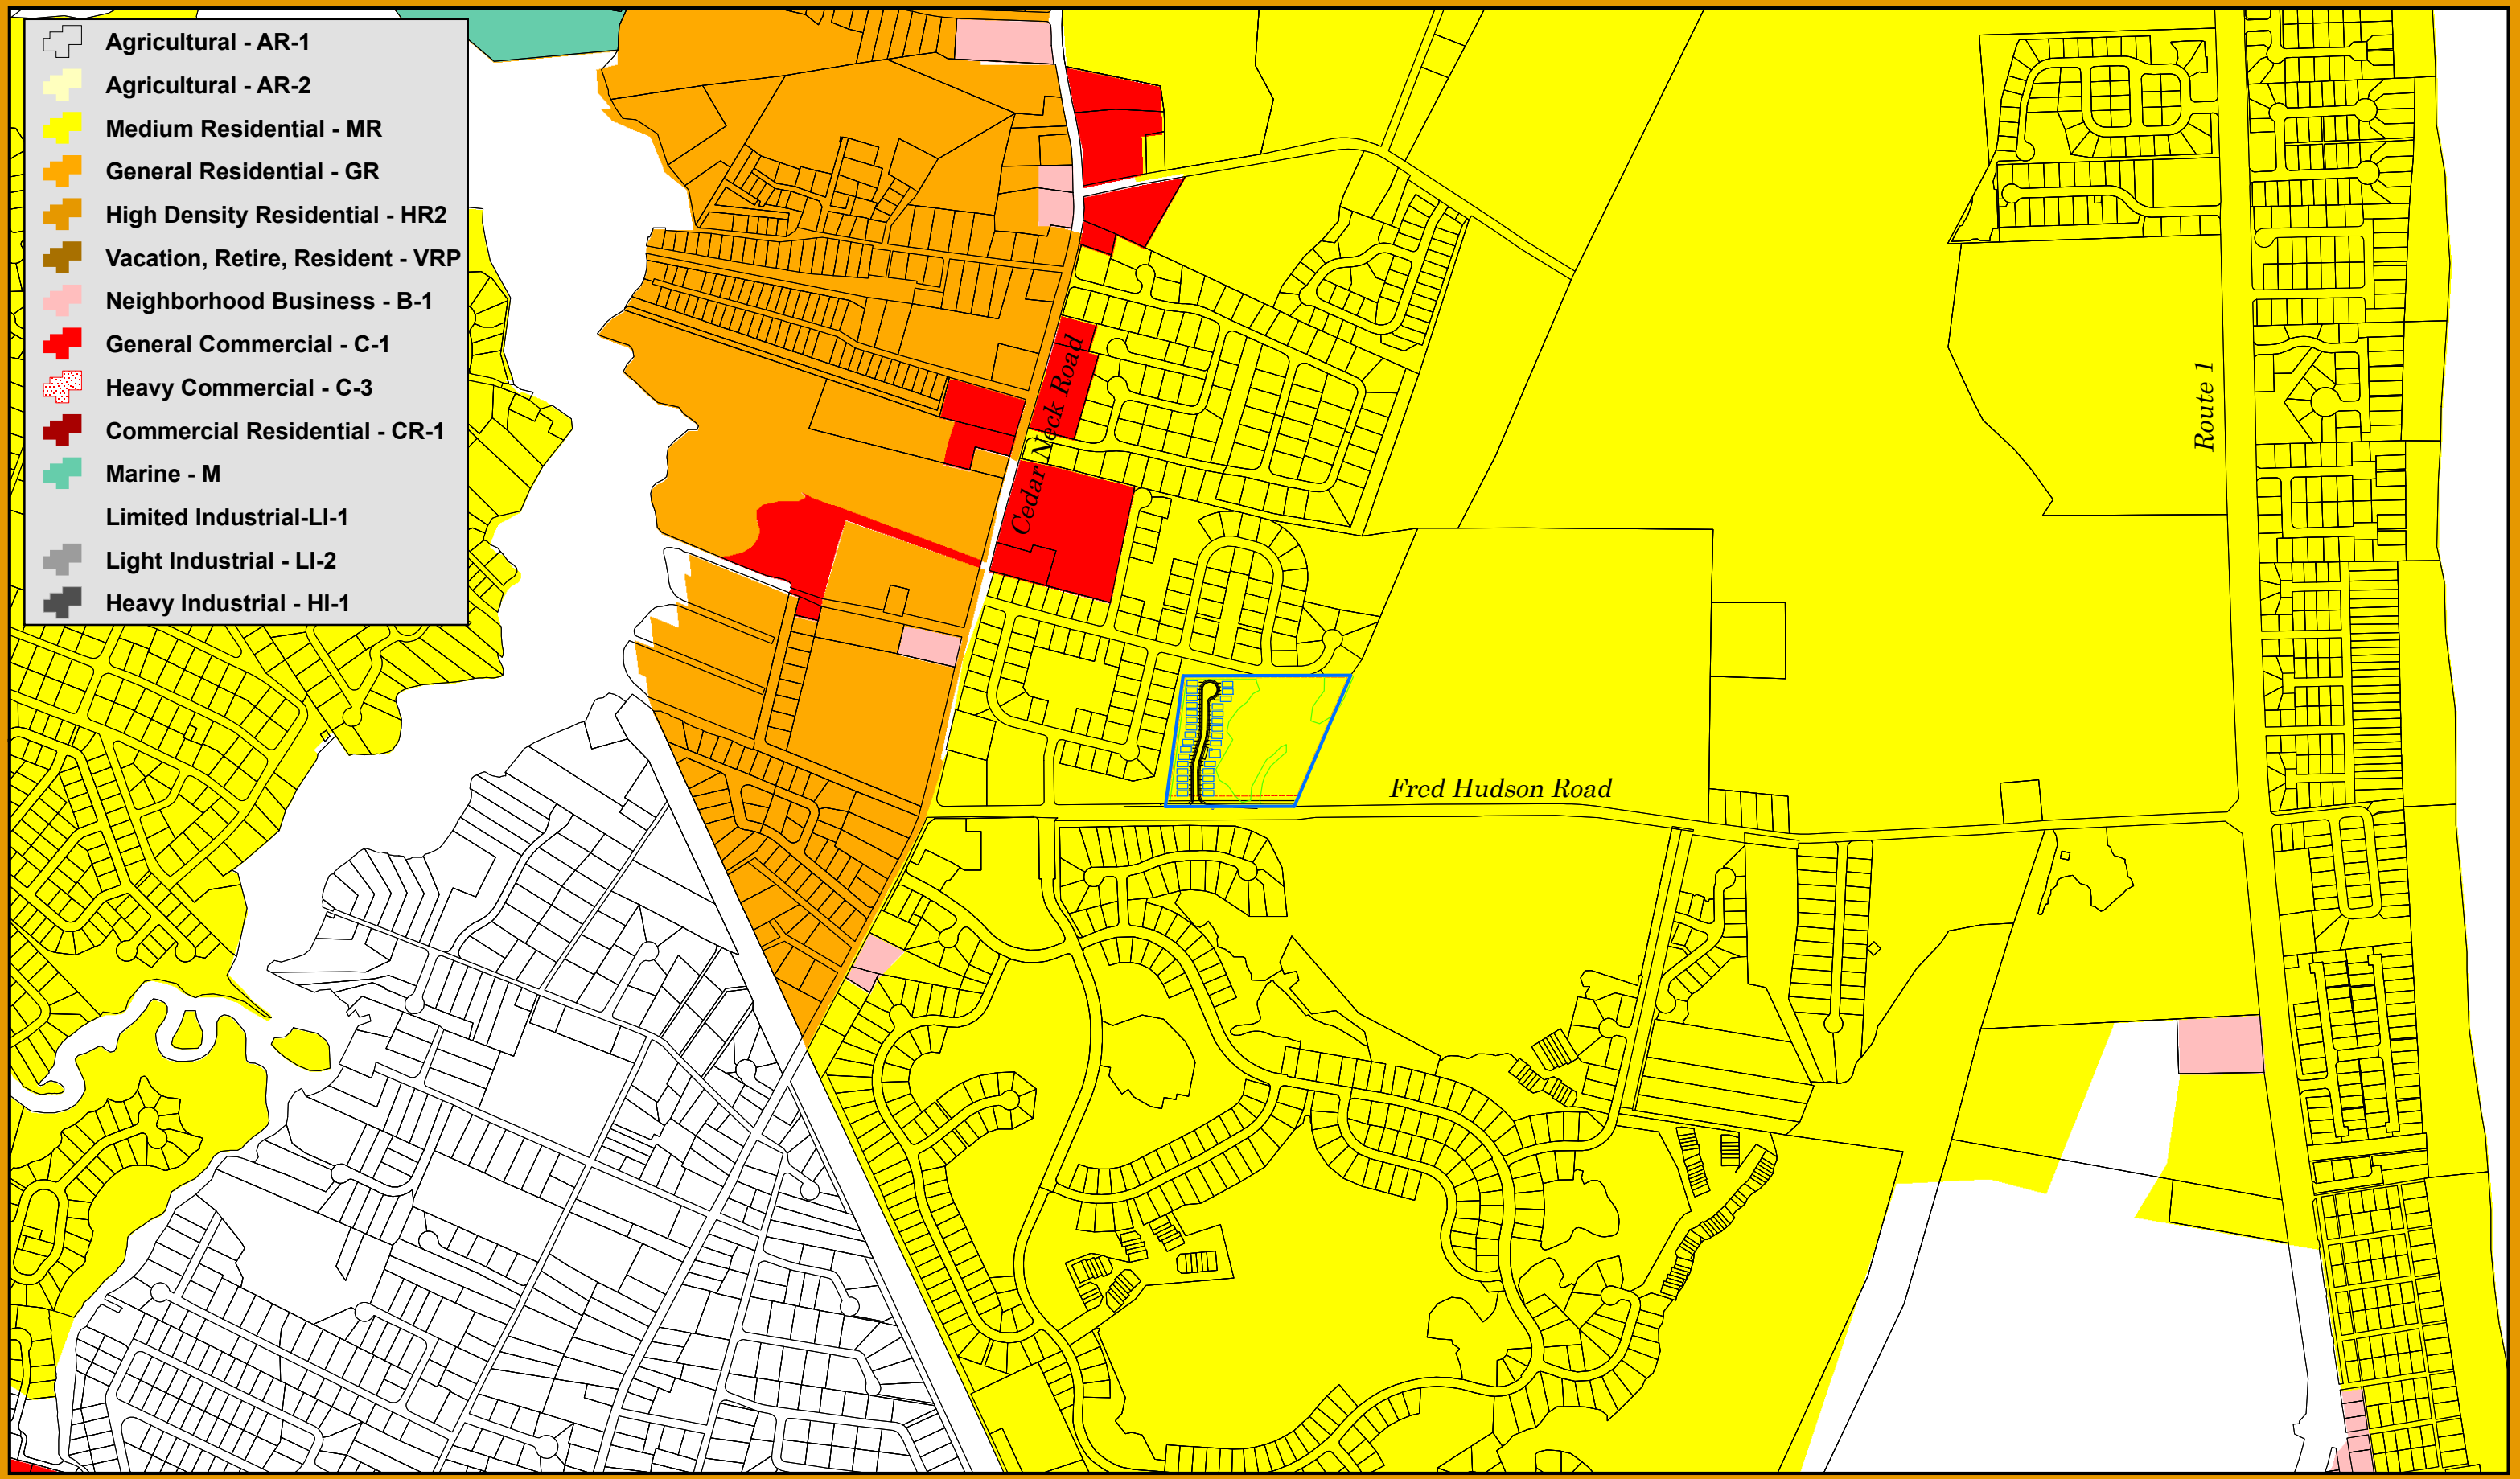 Agricultural - AR-1
Agricultural - AR-2
Medium Residential - MR
General Residential - GR
High Density Residential - HR2
Vacation, Retire, Resident - VRP
Neighborhood Business - B-1
General Commercial - C-1
Heavy Commercial - C-3
Commercial Residential - CR-1
Marine - M
Limited Industrial-LI-1
Light Industrial - LI-2
Heavy Industrial - HI-1
Cedar Neck Road
Route 1
Fred Hudson Road